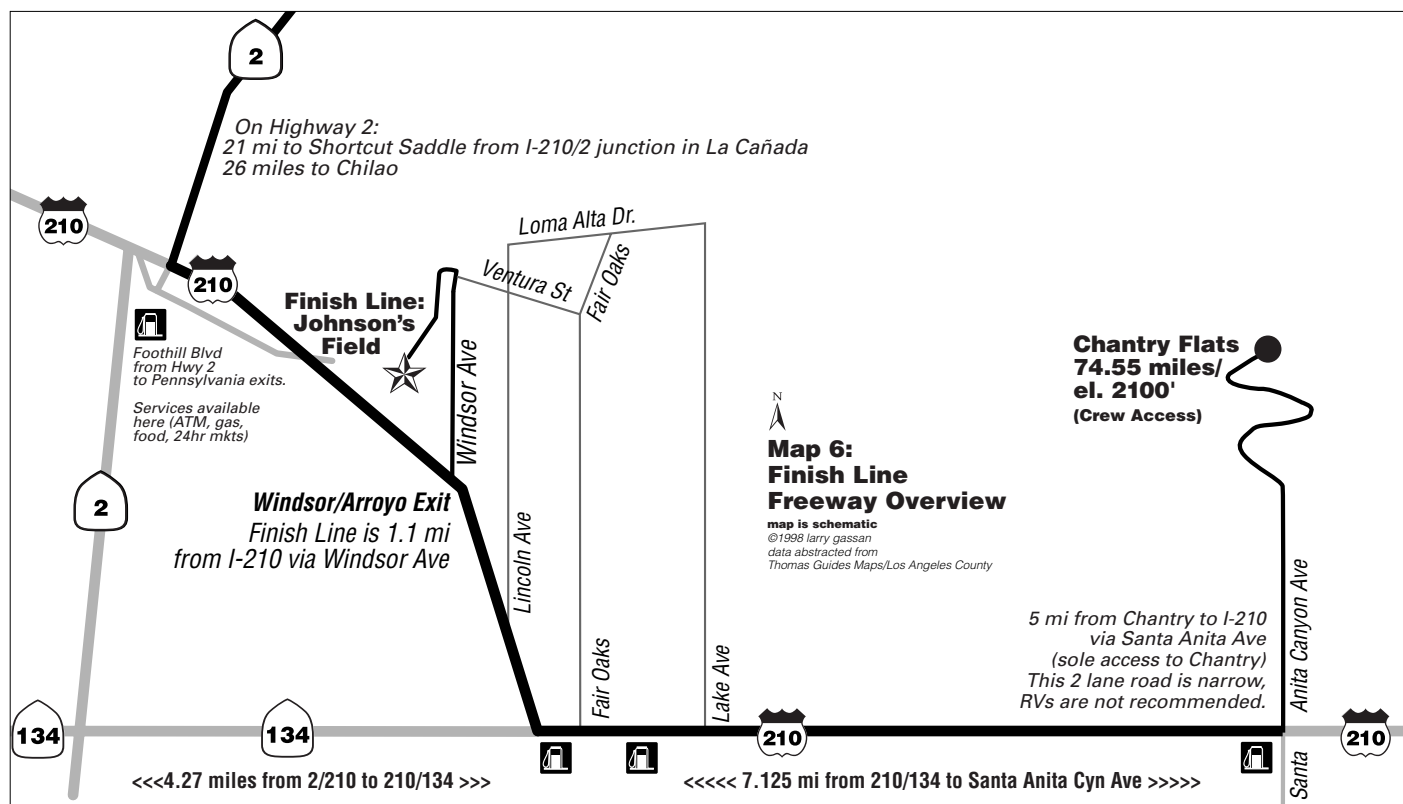 2
On Highway 2:
21 mi to Shortcut Saddle from I-210/2 junction in La Cañada
26 miles to Chilao
210
210
Loma Alta Dr.
Ventura St
Fair Oaks
Finish Line:
Johnson's
Field
Windsor Ave
Foothill Blvd
from Hwy 2
to Pennsylvania exits.
Services available
here (ATM, gas,
food, 24hr mkts)
2
Windsor/Arroyo Exit
Finish Line is 1.1 mi
from I-210 via Windsor Ave
Lincoln Ave
Fair Oaks
Lake Ave
N
Map 6:
Finish Line
Freeway Overview
map is schematic
©1998 larry gassan
data abstracted from
Thomas Guides Maps/Los Angeles County
Chantry Flats
74.55 miles/
el. 2100'
(Crew Access)
5 mi from Chantry to I-210
via Santa Anita Ave
(sole access to Chantry)
This 2 lane road is narrow,
RVs are not recommended.
Santa Anita Canyon Ave
134
134
210
210
<<<4.27 miles from 2/210 to 210/134 >>>
<<<<< 7.125 mi from 210/134 to Santa Anita Cyn Ave >>>>>